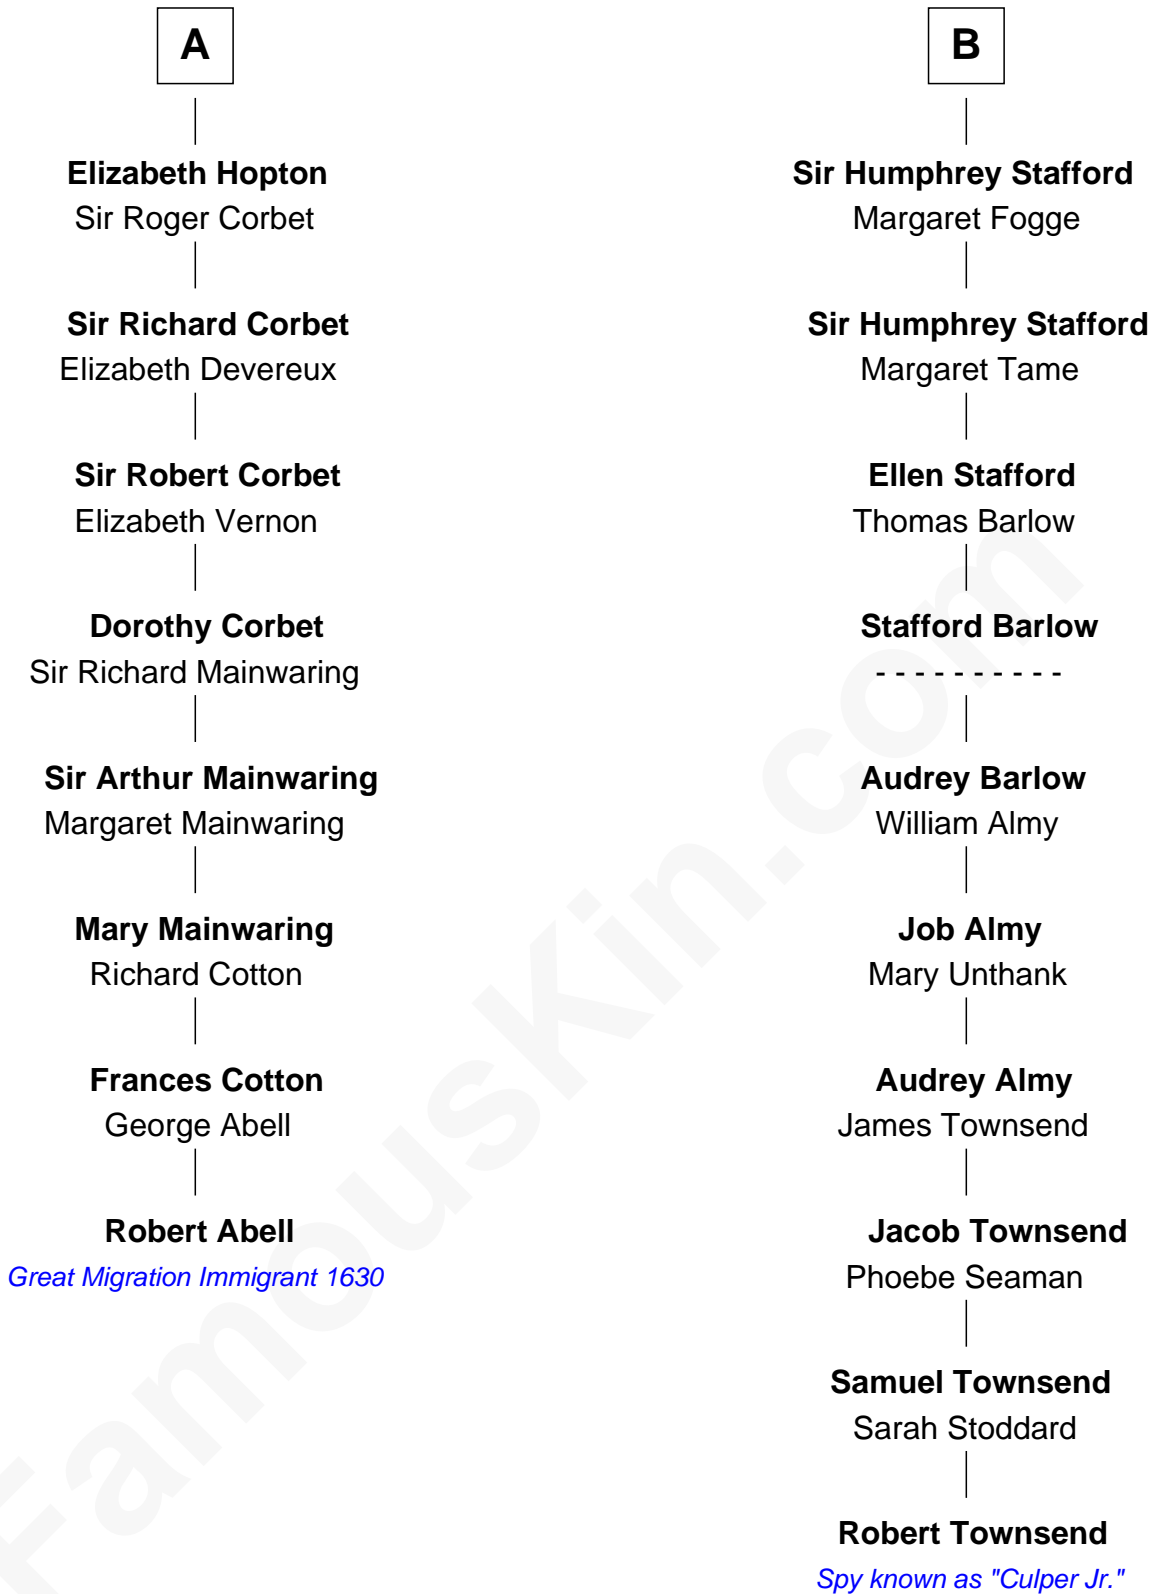 A
Elizabeth Hopton
Sir Roger Corbet
Sir Richard Corbet
Elizabeth Devereux
Sir Robert Corbet
Elizabeth Vernon
Dorothy Corbet
Sir Richard Mainwaring
Sir Arthur Mainwaring
Margaret Mainwaring
Mary Mainwaring
Richard Cotton
Frances Cotton
George Abell
Robert Abell
Great Migration Immigrant 1630
B
Sir Humphrey Stafford
Margaret Fogge
Sir Humphrey Stafford
Margaret Tame
Ellen Stafford
Thomas Barlow
Stafford Barlow
- - - - - - - - - -
Audrey Barlow
William Almy
Job Almy
Mary Unthank
Audrey Almy
James Townsend
Jacob Townsend
Phoebe Seaman
Samuel Townsend
Sarah Stoddard
Robert Townsend
Spy known as "Culper Jr."
FamousKin.com